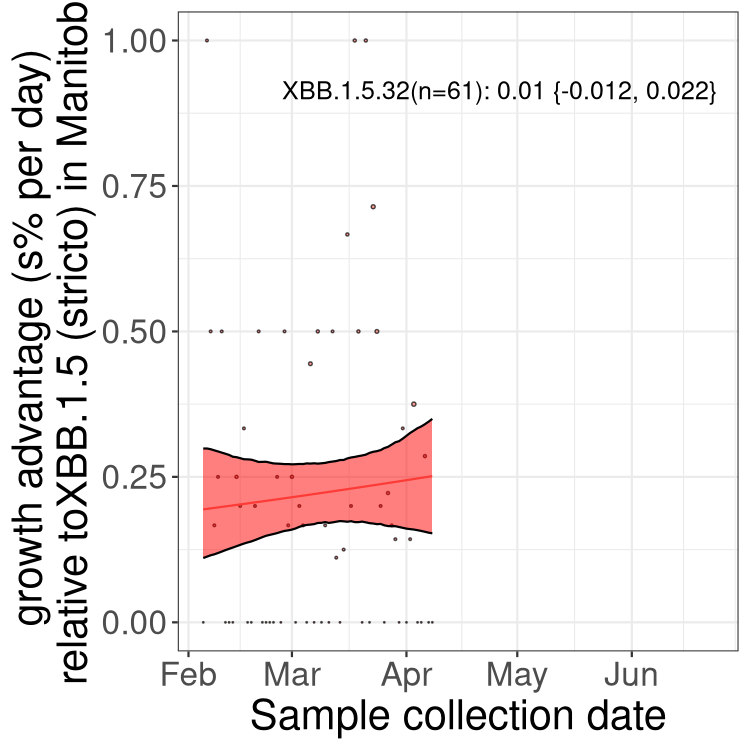 growth advantage (s% per day)
relative toXBB.1.5 (stricto) in Manitob
1.00
0.75
0.50
0.25
0.00
XBB.1.5.32(n=61): 0.01 {-0.012, 0.022}
Feb Mar Apr May Jun
Sample collection date